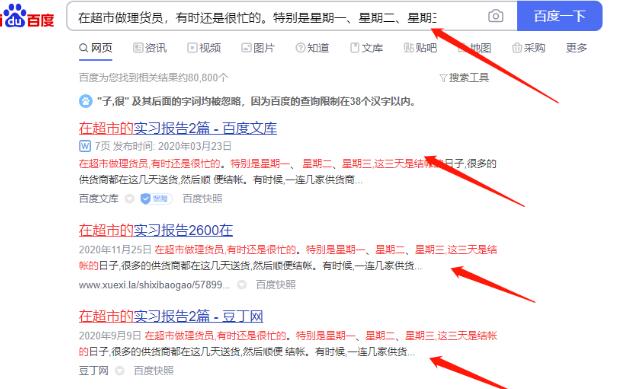 Bai du 百度 在超市做理货员，有时还是很忙的。特别是星期一、星期二、星期三 百度一下
网页 资讯 视频 图片 知道 文库 贴吧 地图 采购 更多
百度为您找到相关结果约80,800个 搜索工具
"子,很" 及其后面的字词均被忽略，因为百度的查询限制在38个汉字以内。
在超市的实习报告2篇 - 百度文库
W 7页 发布时间: 2020年03月23日
在超市做理货员,有时还是很忙的。特别是星期一、 星期二、星期三,这三天是结帐的日子,很多的
供货商都在这几天送货,然后顺 便结帐。有时候,一连几家供货商...
百度文库 保障 百度快照
在超市的实习报告2600在
2020年11月25日 在超市做理货员,有时还是很忙的。特别是星期一、星期二、星期三,这三天是结
帐的日子,很多的供货商都在这几天送货,然后顺便结帐。有时候,一连几家供货...
www.xuexi.la/shixibaogao/57899... 百度快照
在超市的实习报告2篇 - 豆丁网
2020年9月9日 在超市做理货员,有时还是很忙的。特别是星期一、星期二、星期三,这三天是结
帐的日子,很多的供货商都在这几天送货,然后顺便 结帐。有时候,一连几家供货...
豆丁网 百度快照